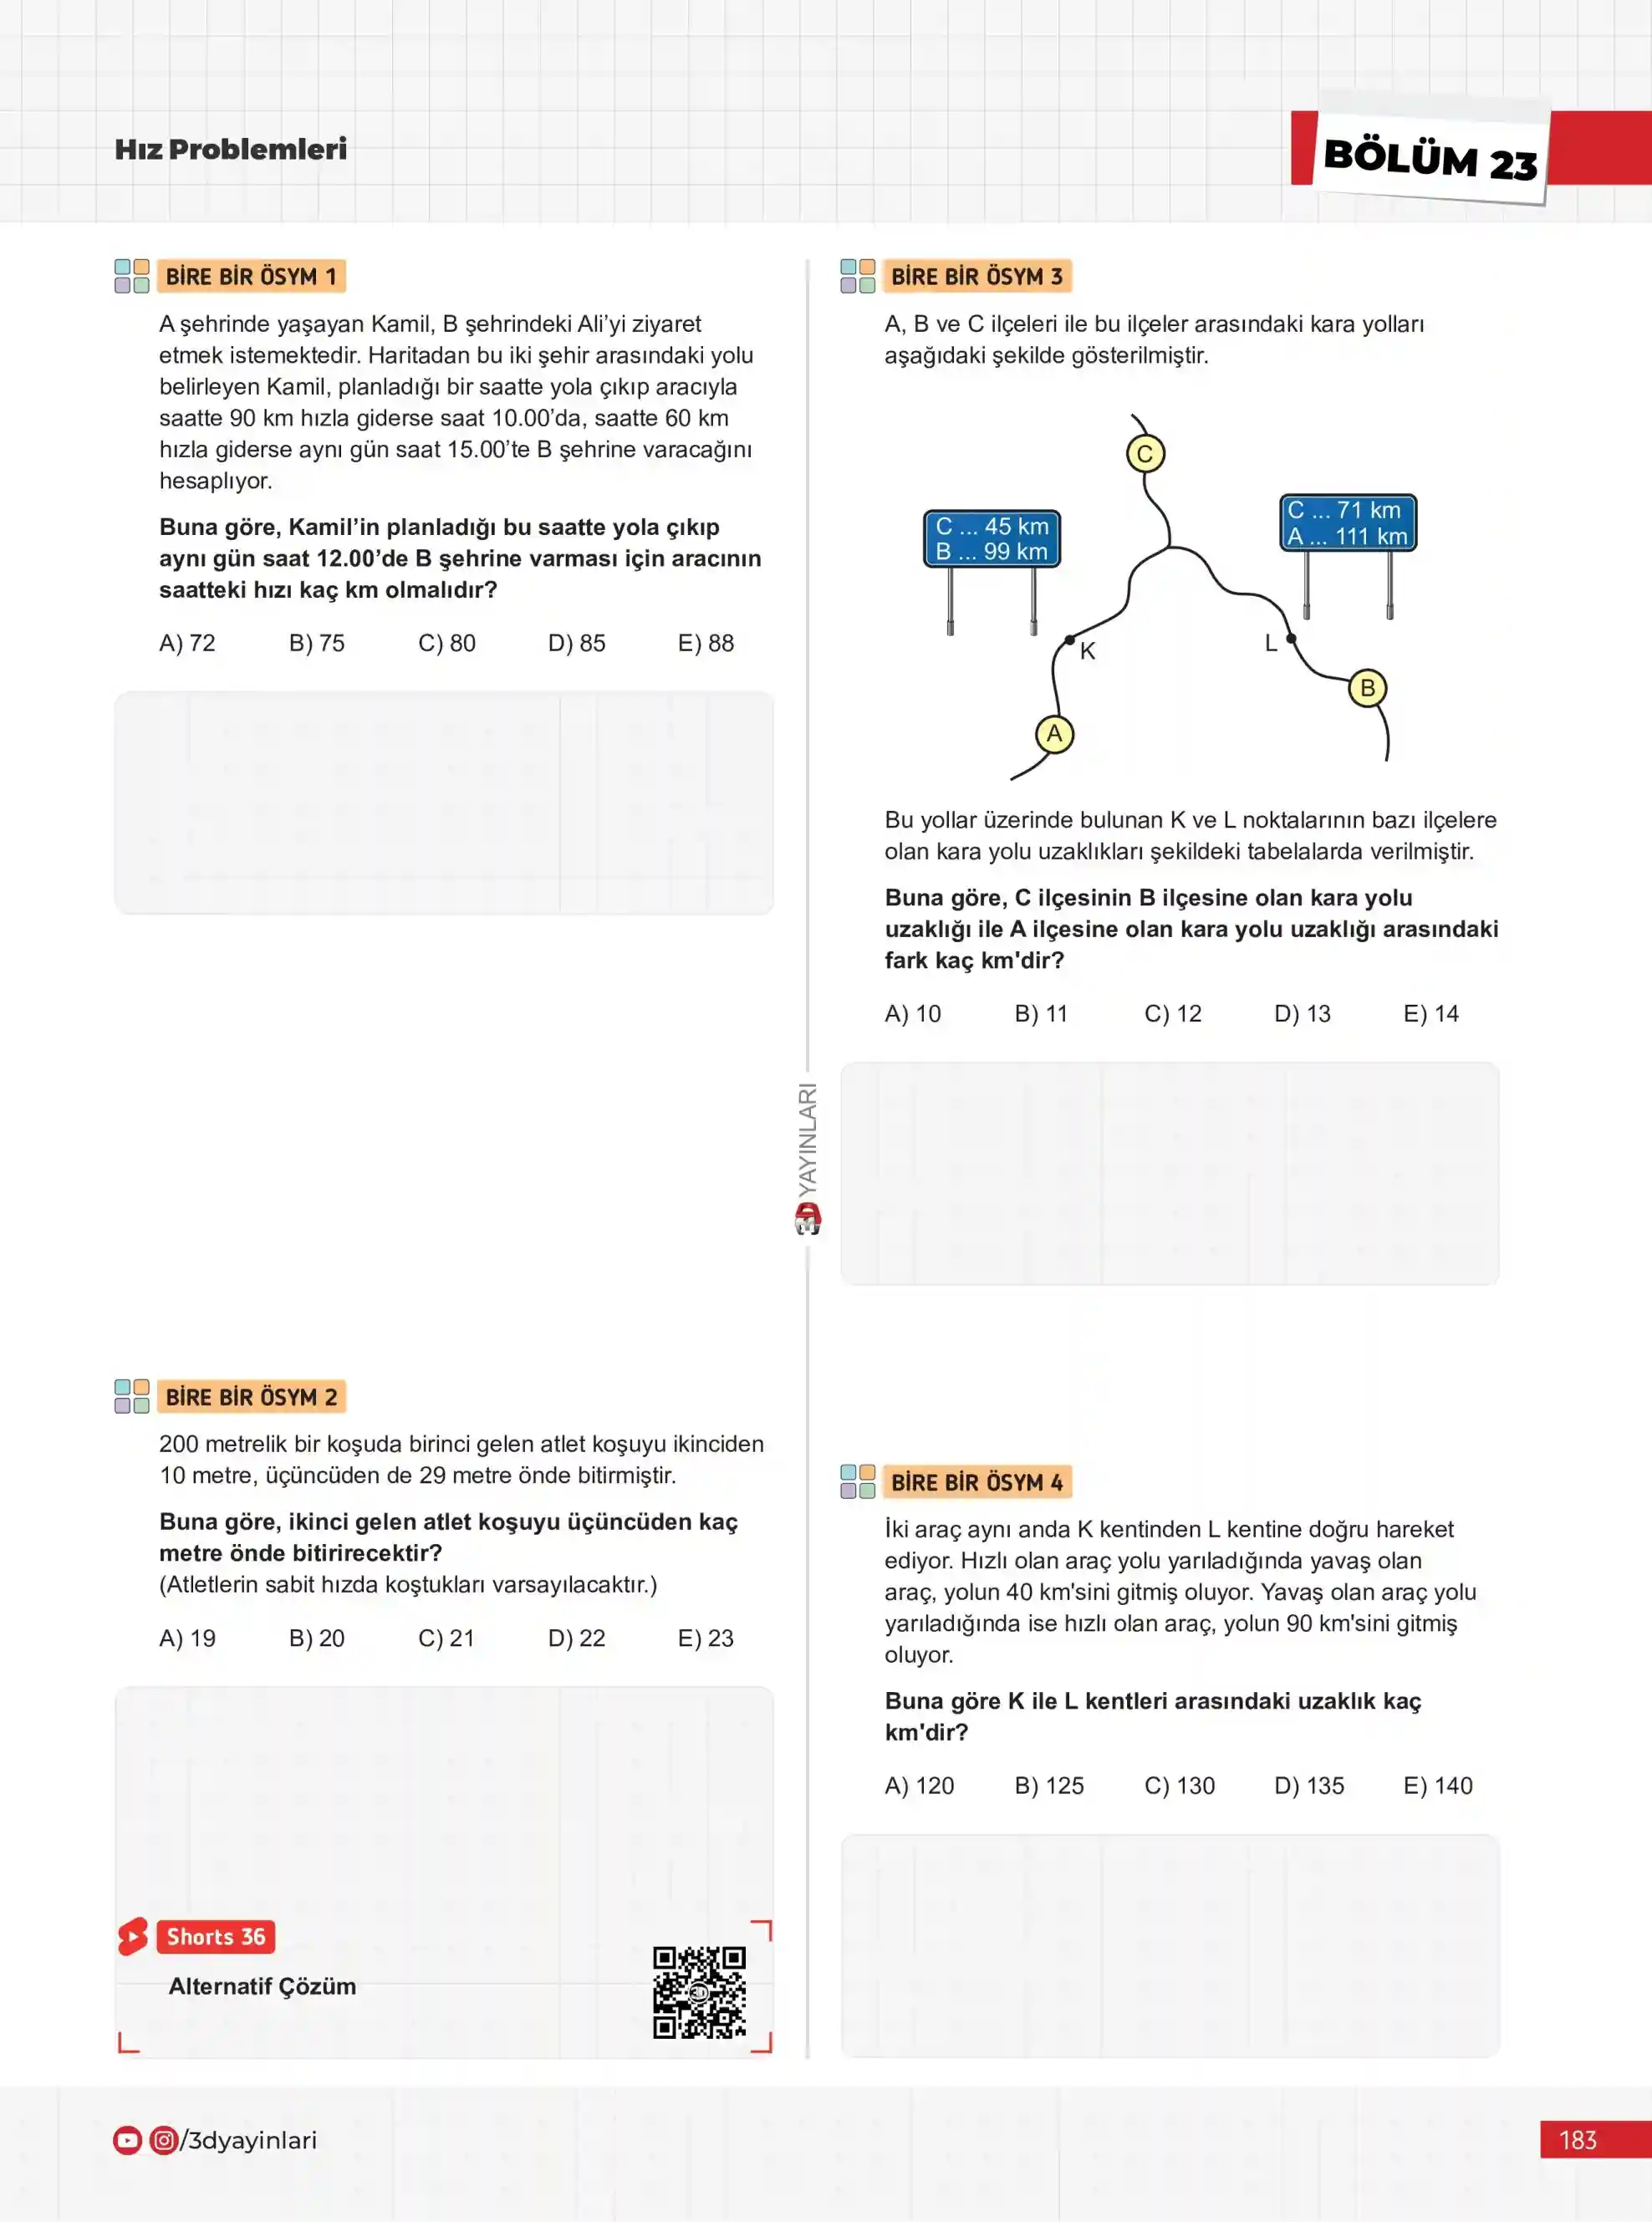 Hız Problemleri
BÖLÜM 23
BİRE BİR ÖSYM 1
A şehrinde yaşayan Kamil, B şehrindeki Ali'yi ziyaret
etmek istemektedir. Haritadan bu iki şehir arasındaki yolu
belirleyen Kamil, planladığı bir saatte yola çıkıp aracıyla
saatte 90 km hızla giderse saat 10.00'da, saatte 60 km
hızla giderse aynı gün saat 15.00'te B şehrine varacağını
hesaplıyor.
Buna göre, Kamil'in planladığı bu saatte yola çıkıp
aynı gün saat 12.00'de B şehrine varması için aracının
saatteki hızı kaç km olmalıdır?
A) 72 B) 75 C) 80 D) 85 E) 88
BİRE BİR ÖSYM 2
200 metrelik bir koşuda birinci gelen atlet koşuyu ikinciden
10 metre, üçüncüden de 29 metre önde bitirmiştir.
Buna göre, ikinci gelen atlet koşuyu üçüncüden kaç
metre önde bitirirecektir?
(Atletlerin sabit hızda koştukları varsayılacaktır.)
A) 19 B) 20 C) 21 D) 22 E) 23
Shorts 36
Alternatif Çözüm
3D
YAYINLARI
BİRE BİR ÖSYM 3
A, B ve C ilçeleri ile bu ilçeler arasındaki kara yolları
aşağıdaki şekilde gösterilmiştir.
C
C ... 45 km
B ... 99 km
C ... 71 km
A ... 111 km
K
L
B
A
Bu yollar üzerinde bulunan K ve L noktalarının bazı ilçelere
olan kara yolu uzaklıkları şekildeki tabelalarda verilmiştir.
Buna göre, C ilçesinin B ilçesine olan kara yolu
uzaklığı ile A ilçesine olan kara yolu uzaklığı arasındaki
fark kaç km'dir?
A) 10 B) 11 C) 12 D) 13 E) 14
BİRE BİR ÖSYM 4
İki araç aynı anda K kentinden L kentine doğru hareket
ediyor. Hızlı olan araç yolu yarıladığında yavaş olan
araç, yolun 40 km'sini gitmiş oluyor. Yavaş olan araç yolu
yarıladığında ise hızlı olan araç, yolun 90 km'sini gitmiş
oluyor.
Buna göre K ile L kentleri arasındaki uzaklık kaç
km'dir?
A) 120 B) 125 C) 130 D) 135 E) 140
/3dyayinlari
183